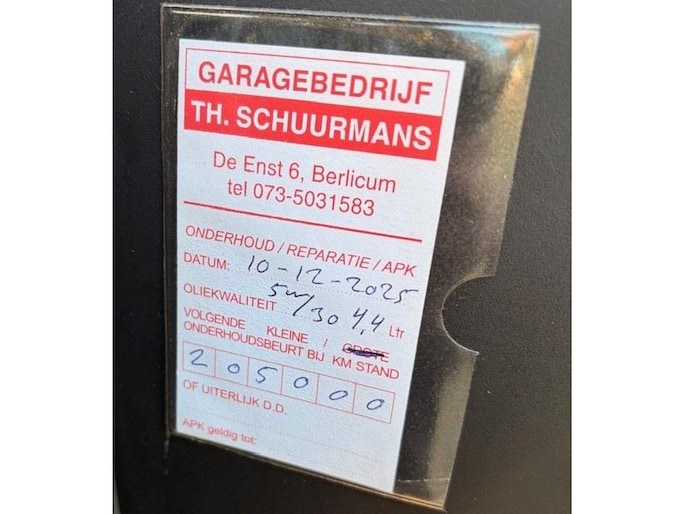 GARAGEBEDRIJF
TH. SCHUURMANS
De Enst 6, Berlicum
tel 073-5031583
ONDERHOUD / REPARATIE / APK
DATUM: 10-12-2025
OLIEKWALITEIT 5w/30 4,4 Ltr
VOLGENDE KLEINE / GROTE
ONDERHOUDSBEURT BIJ KM STAND
205000
OF UITERLIJK D.D.
APK geldig tot: